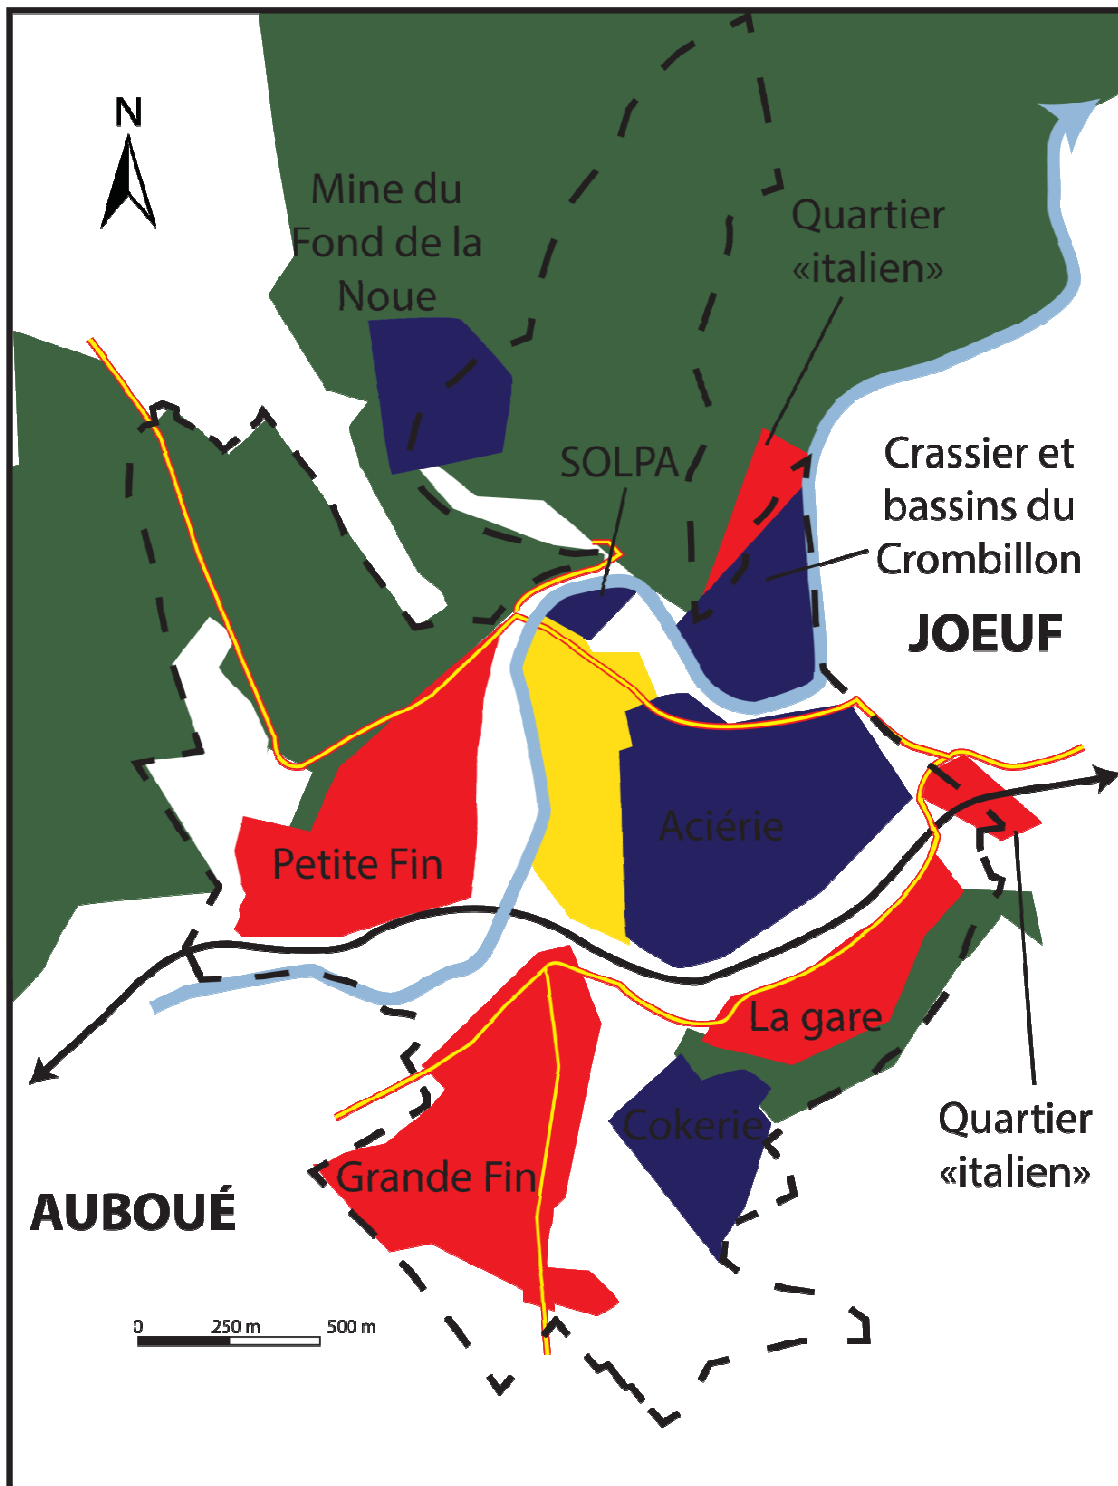 N
Mine du
Fond de la
Noue
Quartier
«italien»
SOLPA
Crassier et
bassins du
Crombillon
JOEUF
Aciérie
Petite Fin
La gare
Cokerie
Quartier
«italien»
Grande Fin
AUBOUÉ
0 250 m 500 m